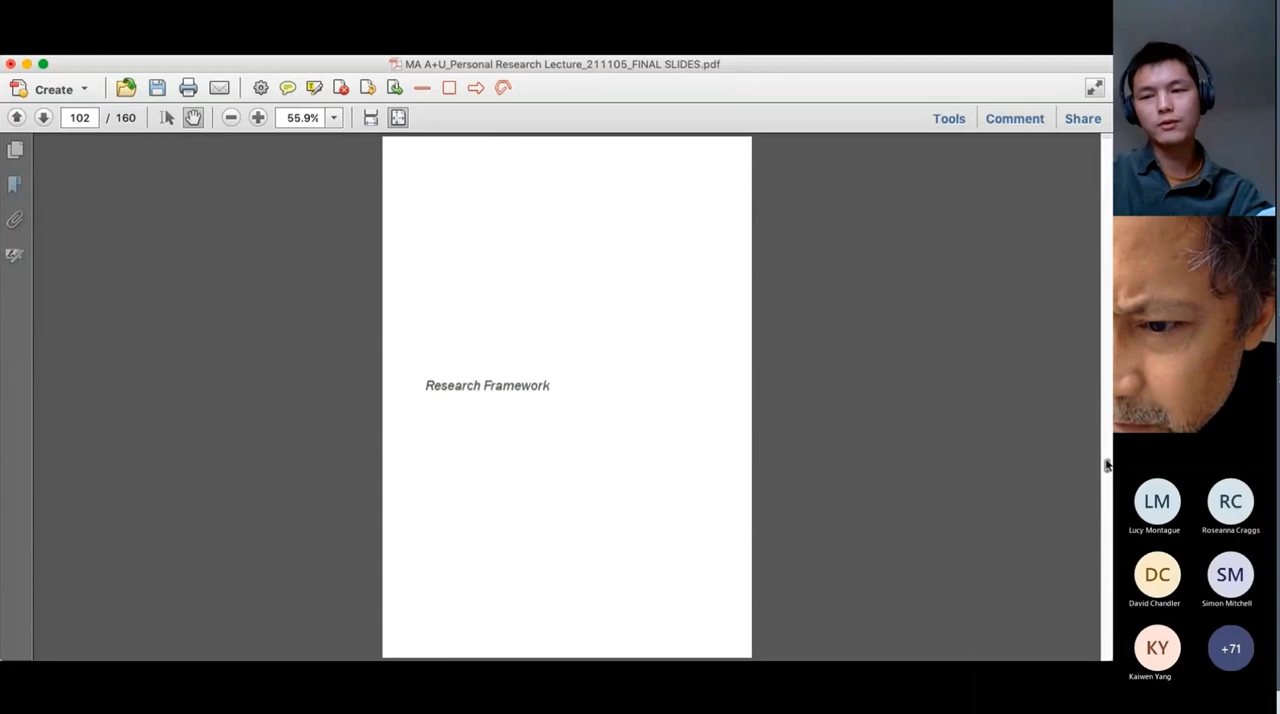 MA A+U_Personal Research Lecture_211105_FINAL SLIDES.pdf
Create
102 / 160
55.9%
Tools
Comment
Share
Research Framework
LM
RC
Lucy Montague
Roseanna Craggs
DC
SM
David Chandler
Simon Mitchell
KY
+71
Kaiwen Yang